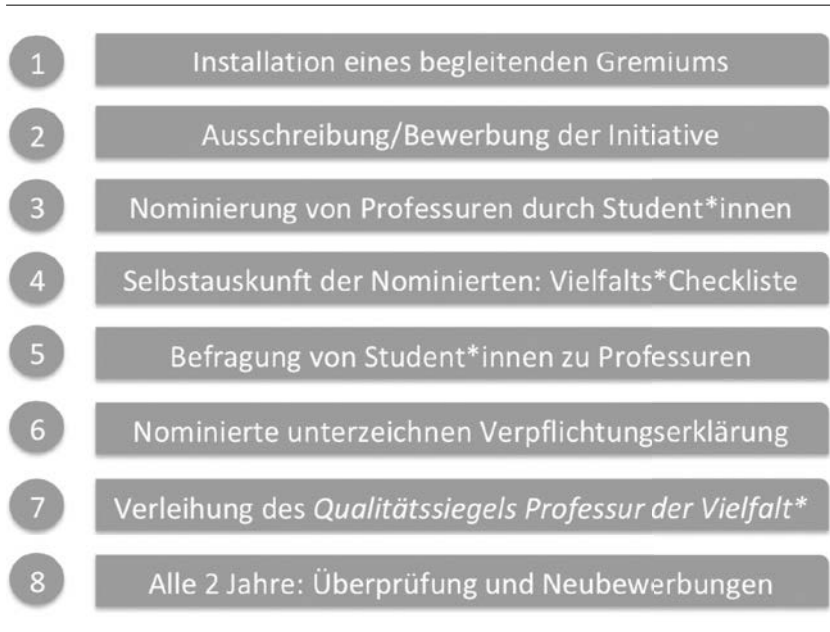 1 Installation eines begleitenden Gremiums
2 Ausschreibung/Bewerbung der Initiative
3 Nominierung von Professuren durch Student*innen
4 Selbstauskunft der Nominierten: Vielfalts*Checkliste
5 Befragung von Student*innen zu Professuren
6 Nominierte unterzeichnen Verpflichtungserklärung
7 Verleihung des Qualitätssiegels Professur der Vielfalt*
8 Alle 2 Jahre: Überprüfung und Neubewerbungen